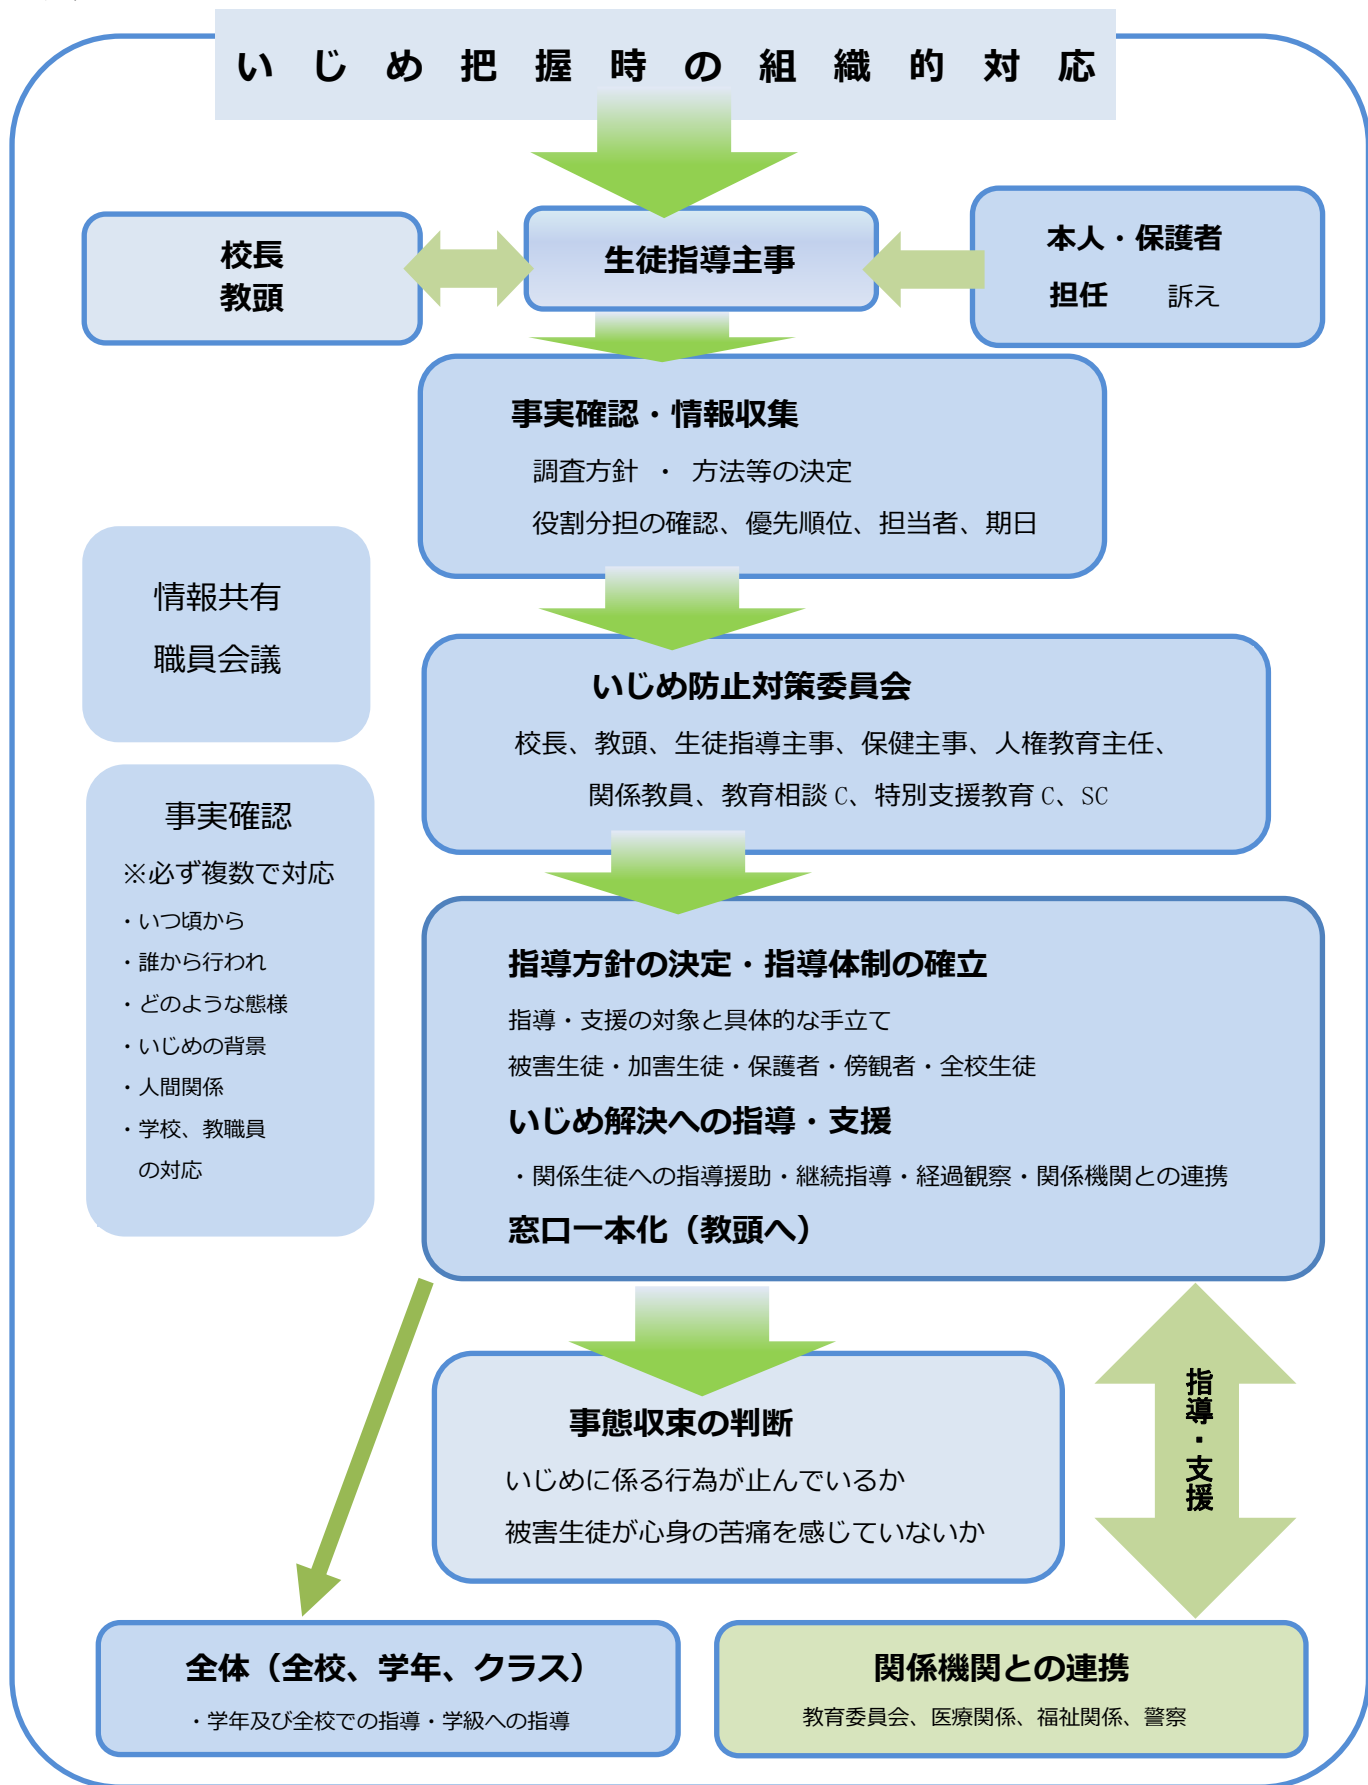 いじめ把握時の組織的対応
校長
教頭
生徒指導主事
本人・保護者
担任　　訴え
事実確認・情報収集
調査方針 ・ 方法等の決定
役割分担の確認、優先順位、担当者、期日
情報共有
職員会議
いじめ防止対策委員会
校長、教頭、生徒指導主事、保健主事、人権教育主任、
関係教員、教育相談 C、特別支援教育 C、SC
事実確認
※必ず複数で対応
・いつ頃から
・誰から行われ
・どのような態様
・いじめの背景
・人間関係
・学校、教職員
の対応
指導方針の決定・指導体制の確立
指導・支援の対象と具体的な手立て
被害生徒・加害生徒・保護者・傍観者・全校生徒
いじめ解決への指導・支援
・関係生徒への指導援助・継続指導・経過観察・関係機関との連携
窓口一本化（教頭へ）
指導・支援
事態収束の判断
いじめに係る行為が止んでいるか
被害生徒が心身の苦痛を感じていないか
全体（全校、学年、クラス）
・学年及び全校での指導・学級への指導
関係機関との連携
教育委員会、医療関係、福祉関係、警察